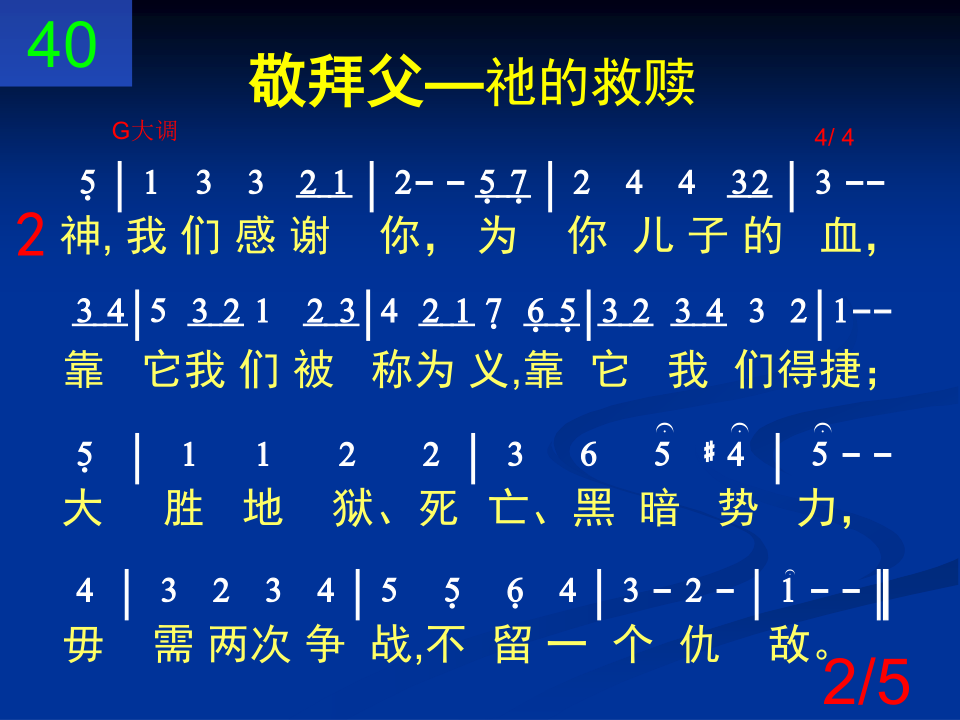 40
敬拜父—祂的救赎
G大调 4/ 4
5̣ | 1 3 3 2 1 | 2 - - 5̣ 7̣ | 2 4 4 3 2 | 3 - -
2 神, 我 们 感 谢 你， 为 你 儿 子 的 血，
3 4 | 5 3 2 1 2 3 | 4 2 1 7̣ 6̣ 5̣ | 3 2 3 4 3 2 | 1 - -
靠 它我 们 被 称为 义,靠 它 我 们得捷；
5̣ | 1 1 2 2 | 3 6 5 #4 | 5 - -
大 胜 地 狱、死 亡、黑 暗 势 力，
4 | 3 2 3 4 | 5 5̣ 6̣ 4 | 3 - 2 - | 1 - - ‖
毋 需 两次 争 战,不 留 一 个 仇 敌。
2/5